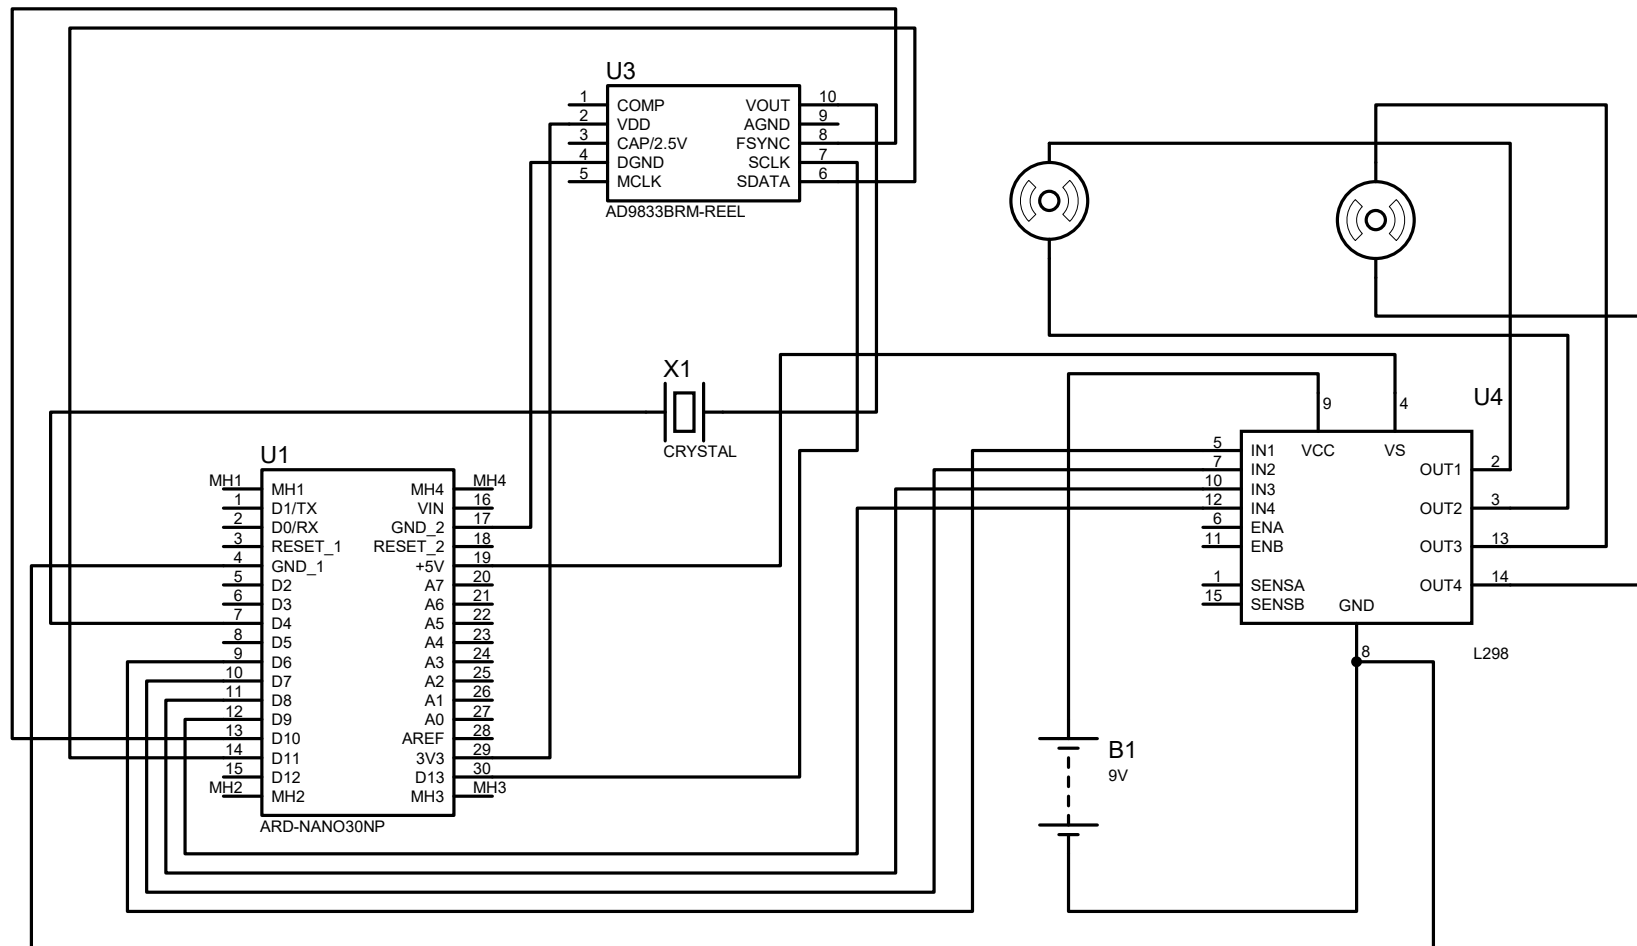 U3
1 COMP VOUT 10
2 VDD AGND 9
3 CAP/2.5V FSYNC 8
4 DGND SCLK 7
5 MCLK SDATA 6
AD9833BRM-REEL
X1
CRYSTAL
U1
MH1 MH1 MH4 MH4
1 D1/TX VIN 16
2 D0/RX GND_2 17
3 RESET_1 RESET_2 18
4 GND_1 +5V 19
5 D2 A7 20
6 D3 A6 21
7 D4 A5 22
8 D5 A4 23
9 D6 A3 24
10 D7 A2 25
11 D8 A1 26
12 D9 A0 27
13 D10 AREF 28
14 D11 3V3 29
15 D12 D13 30
MH2 MH2 MH3 MH3
ARD-NANO30NP
U4
9 4
5 IN1 VCC VS
7 IN2 OUT1 2
10 IN3
12 IN4 OUT2 3
6 ENA
11 ENB OUT3 13
1 SENSA OUT4 14
15 SENSB GND
8
L298
B1
9V